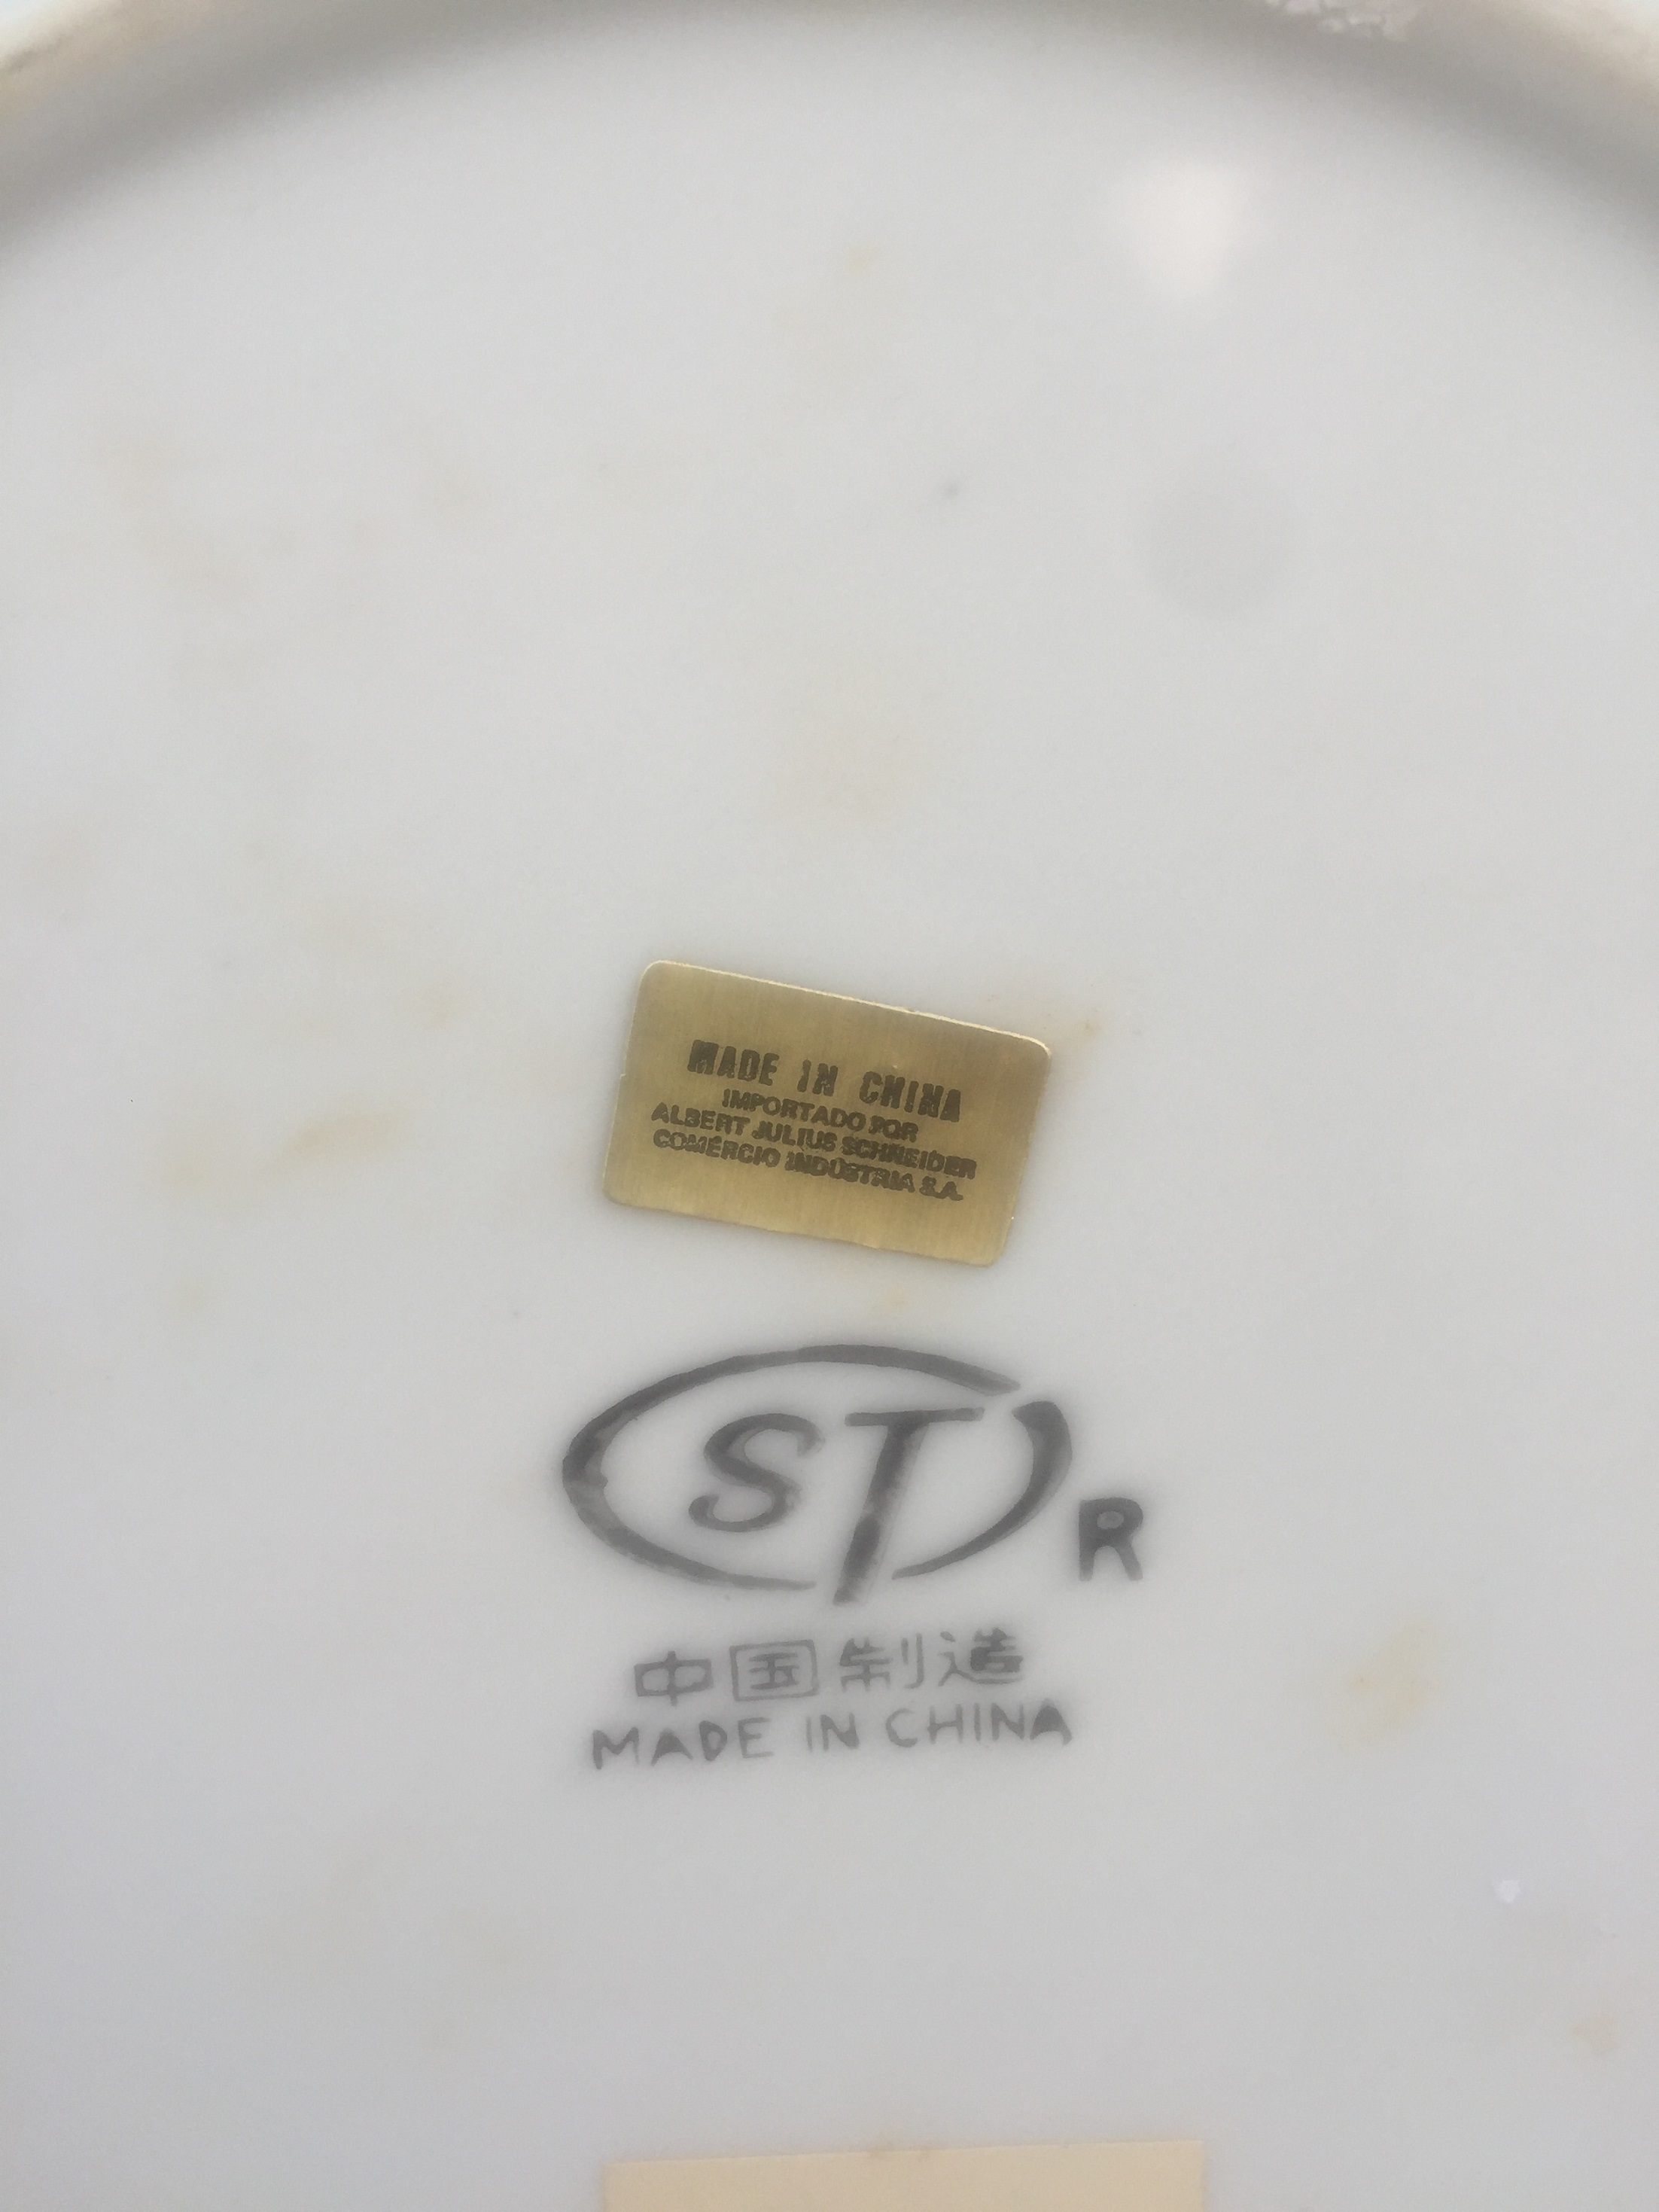 MADE IN CHINA
IMPORTADO POR
ALBERT JULIUS SCHNEIDER
COMÉRCIO INDÚSTRIA S.A.
ST R
中国制造
MADE IN CHINA